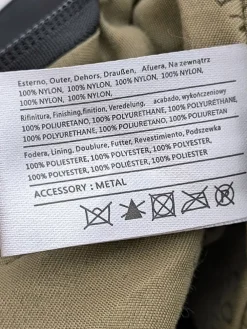 Esterno, Outer, Dehors, Draußen, Afuera, Na zewnątrz
100% NYLON, 100% NYLON, 100% NYLON,
100% NYLON, 100% NYLON, 100% NYLON
Rifinitura, Finishing, finition, Veredelung, acabado, wykończeniowy
100% POLIURETANO, 100% POLYURETHANE, 100% POLYURETHANE,
100% POLYURETHANE, 100% POLIURETANO, 100% POLIURETAN
Fodera, Lining, Doublure, Futter, Revestimiento, Podszewka
100% POLIESTERE, 100% POLYESTER, 100% POLYESTER,
100% POLYESTER, 100% POLIÉSTER, 100% POLYESTER
ACCESSORY : METAL